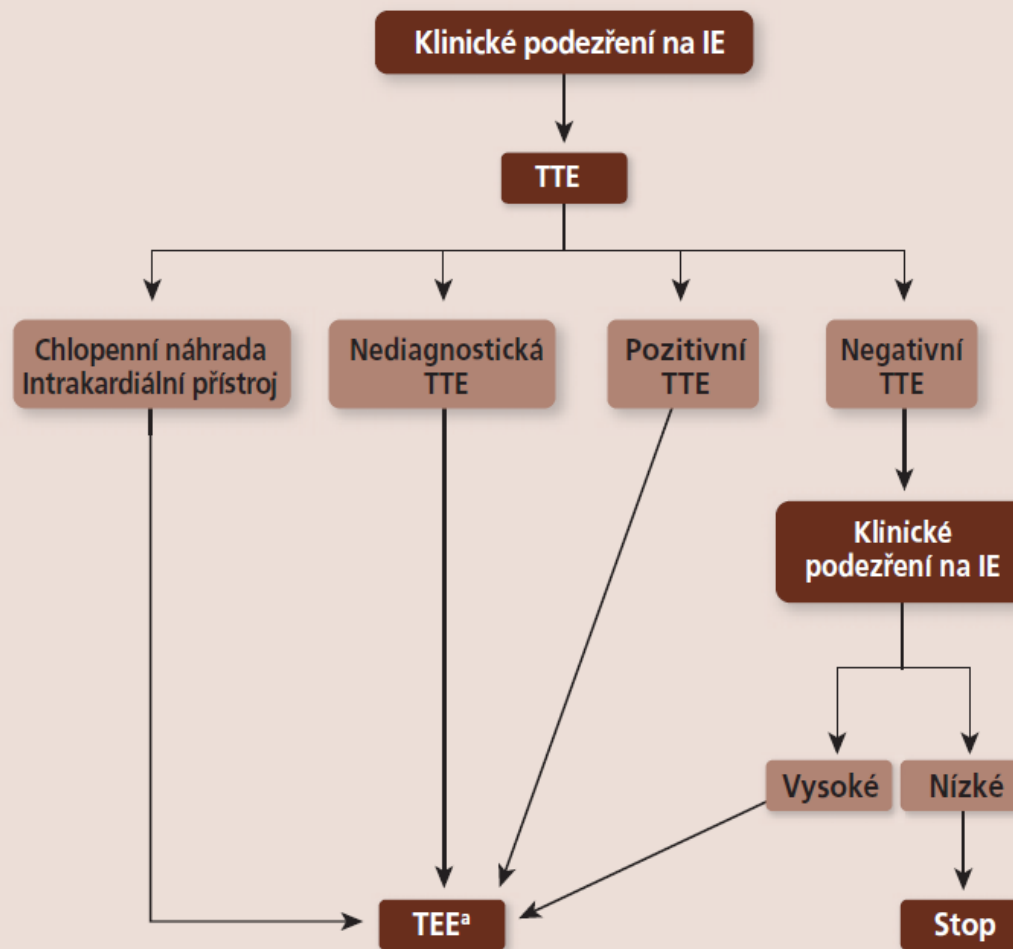 Klinické podezření na IE
TTE
Chlopenní náhrada
Intrakardiální přístroj
Nediagnostická
TTE
Pozitivní
TTE
Negativní
TTE
Klinické
podezření na IE
Vysoké
Nízké
TEEª
Stop